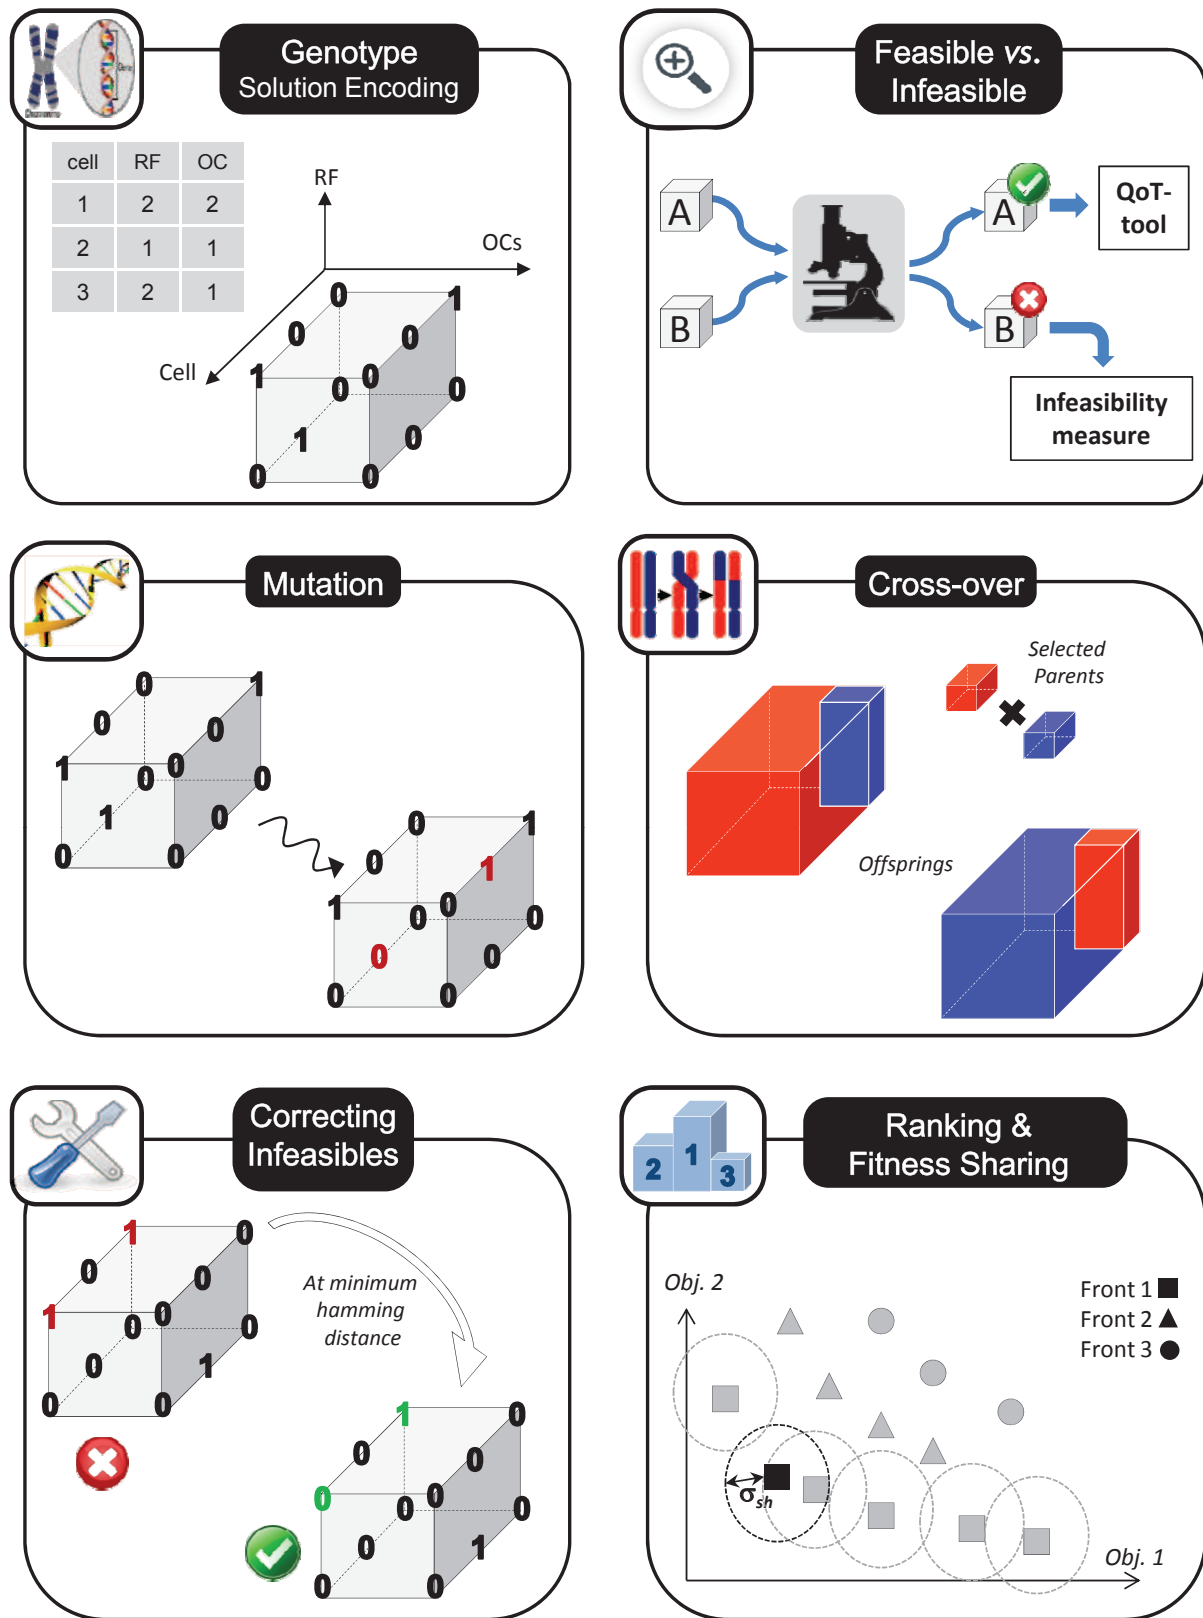 Genotype
Solution Encoding
cell RF OC
1 2 2
2 1 1
3 2 1
RF
OCs
Cell
0 1
0 0
1 0
0 0
1 0
0 0
Feasible vs.
Infeasible
A A
QoT-
tool
B B
Infeasibility
measure
Mutation
0 1
0 0
1 0
0 0
1 0
0 0
0 1
0 1
1 0
0 0
0 0
0 0
Cross-over
Selected
Parents
Offsprings
Correcting
Infeasibles
1 0
0 0
1 0
0 0
0 1
0 0
At minimum
hamming
distance
1 0
0 0
0 0
0 0
0 1
0 0
2 1 3
Ranking &
Fitness Sharing
Obj. 2
Front 1
Front 2
Front 3
σsh
Obj. 1